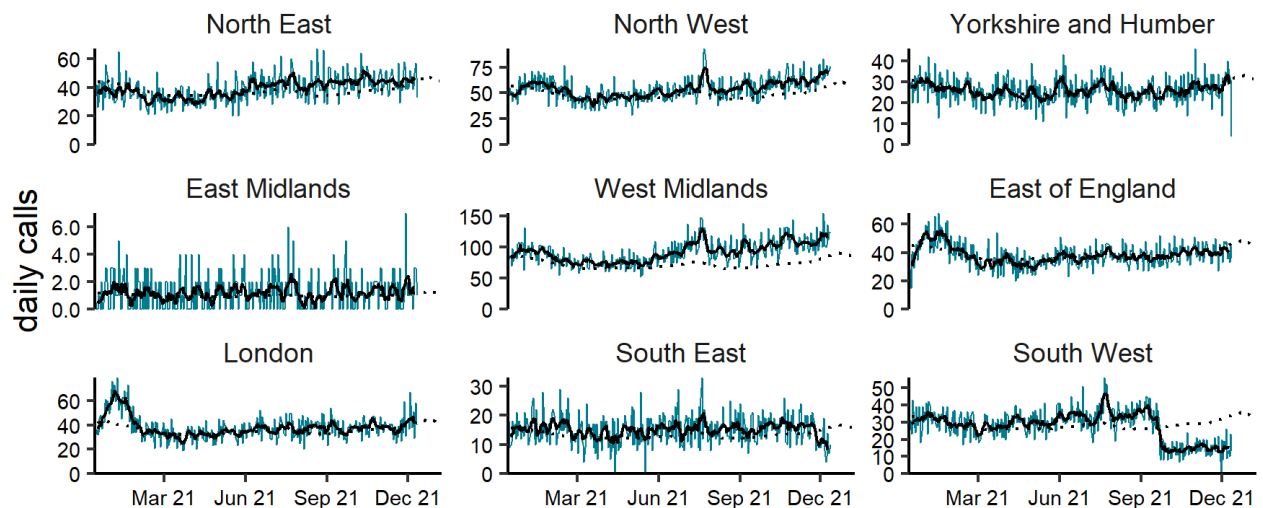 North East North West Yorkshire and Humber
60 75 40
40 50 30
20 25 20
0 0 10
0
East Midlands West Midlands East of England
6.0 150 60
4.0 100 40
2.0 50 20
0.0 0 0
daily calls
London South East South West
60 30 50
40 20 40
20 10 30
0 0 20
10
0
Mar 21 Jun 21 Sep 21 Dec 21 Mar 21 Jun 21 Sep 21 Dec 21 Mar 21 Jun 21 Sep 21 Dec 21